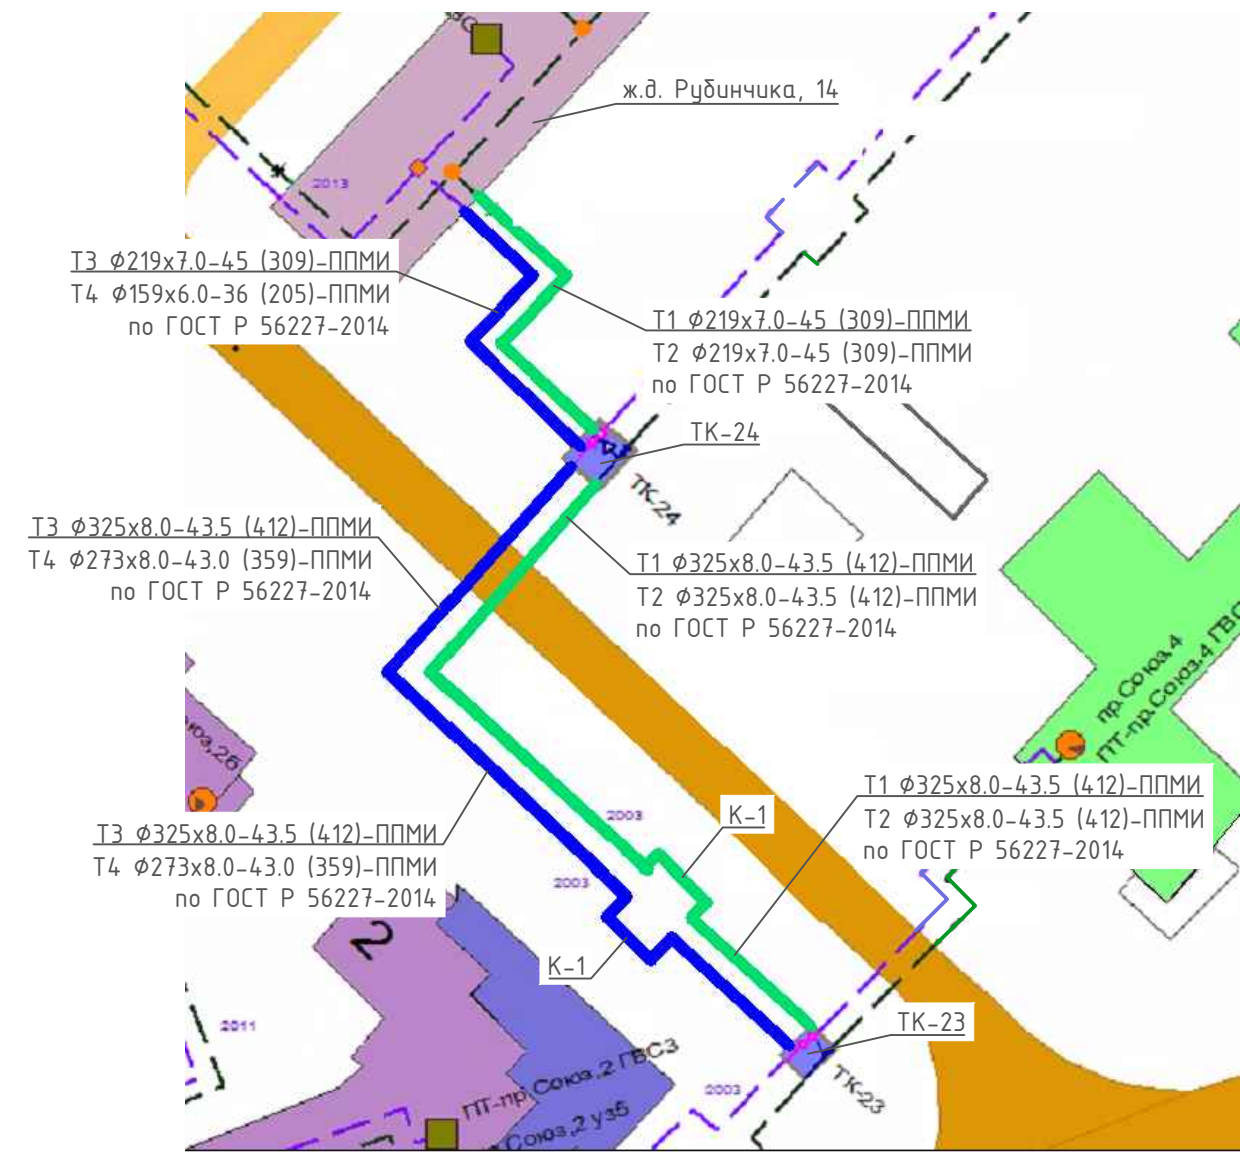 ж.д. Рубинчика, 14
2013
Т3 Ф219х7.0-45 (309)-ППМИ
Т4 Ф159х6.0-36 (205)-ППМИ
по ГОСТ Р 56227-2014
Т1 Ф219х7.0-45 (309)-ППМИ
Т2 Ф219х7.0-45 (309)-ППМИ
по ГОСТ Р 56227-2014
ТК-24
ТК-24
Т3 Ф325х8.0-43.5 (412)-ППМИ
Т4 Ф273х8.0-43.0 (359)-ППМИ
по ГОСТ Р 56227-2014
Т1 Ф325х8.0-43.5 (412)-ППМИ
Т2 Ф325х8.0-43.5 (412)-ППМИ
по ГОСТ Р 56227-2014
пр.Союз,4
ПТ-пр.Союз,4 ГВС
юз,26
Т1 Ф325х8.0-43.5 (412)-ППМИ
Т2 Ф325х8.0-43.5 (412)-ППМИ
по ГОСТ Р 56227-2014
2003
К-1
Т3 Ф325х8.0-43.5 (412)-ППМИ
Т4 Ф273х8.0-43.0 (359)-ППМИ
по ГОСТ Р 56227-2014
2003
2
К-1
2011
ТК-23
ТК-23
2003
ПТ-пр.Союз,2 ГВС3
Союз,2 уз5